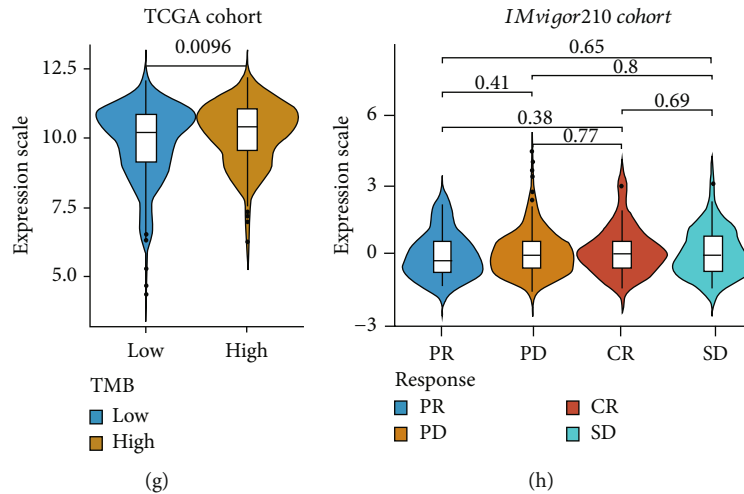 TCGA cohort
0.0096
12.5
10.0
7.5
5.0
Expression scale
Low
High
TMB
Low
High
(g)
IMvigor210 cohort
0.65
0.8
0.41
0.69
0.38
0.77
6
3
0
−3
Expression scale
PR
PD
CR
SD
Response
PR
CR
PD
SD
(h)